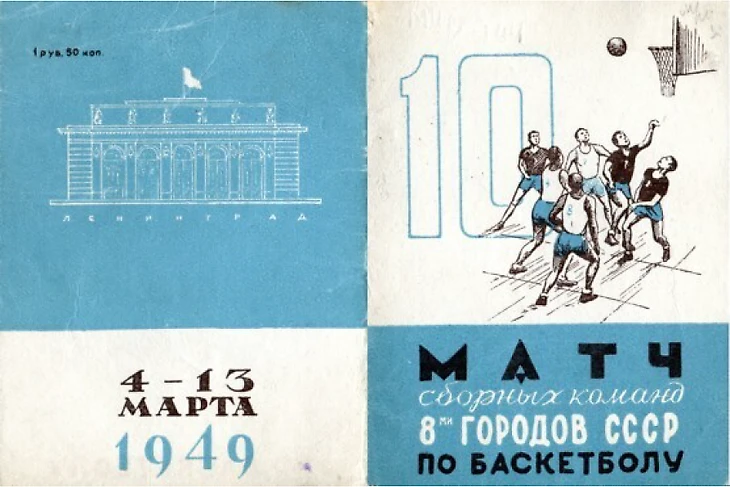 1 руб. 50 коп.
ЛЕНИНГРАД
4-13
МАРТА
1949
10
МАТЧ
сборных команд
8ми ГОРОДОВ СССР
ПО БАСКЕТБОЛУ